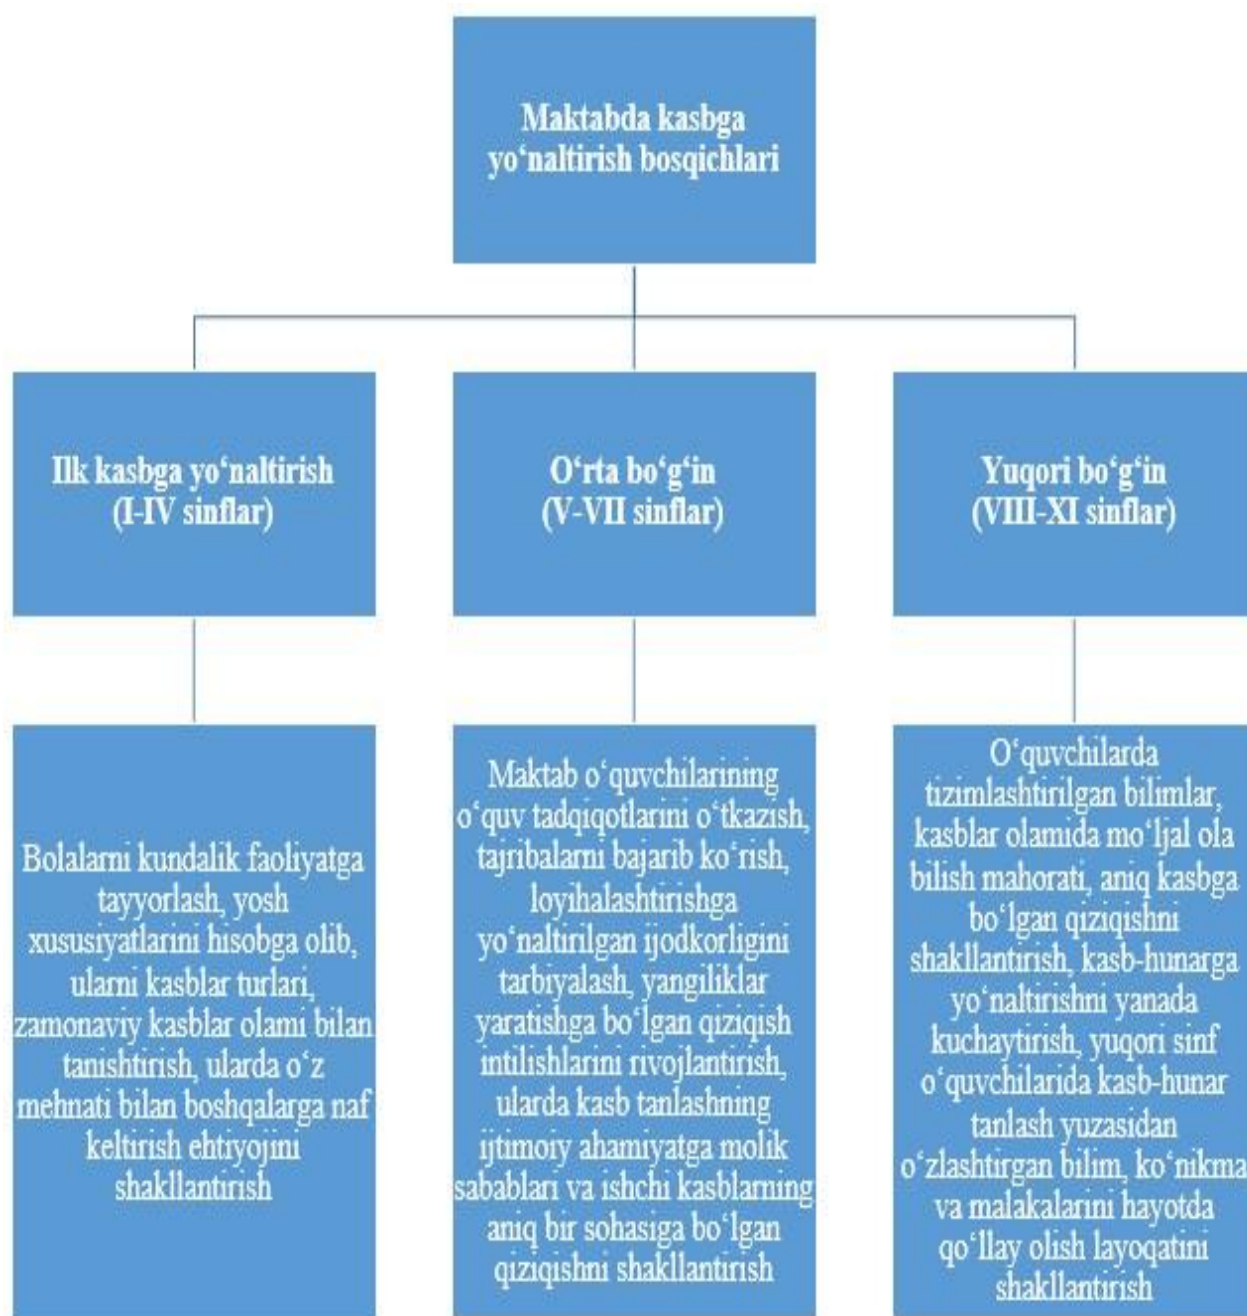 Maktabda kasbga
yo‘naltirish bosqichlari
Ilk kasbga yo‘naltirish
(I-IV sinflar)
O‘rta bo‘g‘in
(V-VII sinflar)
Yuqori bo‘g‘in
(VIII-XI sinflar)
Bolalarni kundalik faoliyatga
tayyorlash, yosh
xususiyatlarini hisobga olib,
ularni kasblar turlari,
zamonaviy kasblar olami bilan
tanishtirish, ularda o‘z
mehnati bilan boshqalarga naf
keltirish ehtiyojini
shakllantirish
Maktab o‘quvchilarining
o‘quv tadqiqotlarini o‘tkazish,
tajribalarni bajarib ko‘rish,
loyihalashtirishga
yo‘naltirilgan ijodkorligini
tarbiyalash, yangiliklar
yaratishga bo‘lgan qiziqish
intilishlarini rivojlantirish,
ularda kasb tanlashning
ijtimoiy ahamiyatga molik
sabablari va ishchi kasblarning
aniq bir sohasiga bo‘lgan
qiziqishni shakllantirish
O‘quvchilarda
tizimlashtirilgan bilimlar,
kasblar olamida mo‘ljal ola
bilish mahorati, aniq kasbga
bo‘lgan qiziqishni
shakllantirish, kasb-hunarga
yo‘naltirishni yanada
kuchaytirish, yuqori sinf
o‘quvchilarida kasb-hunar
tanlash yuzasidan
o‘zlashtirgan bilim, ko‘nikma
va malakalarini hayotda
qo‘llay olish layoqatini
shakllantirish